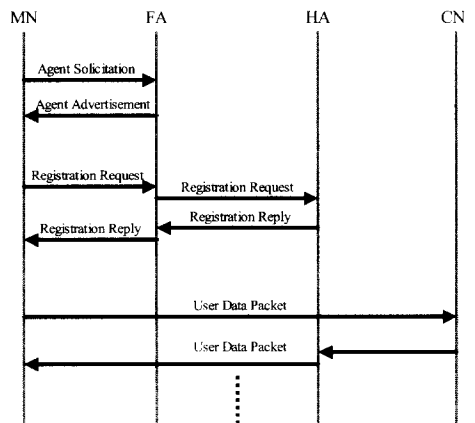 MN FA HA CN
Agent Solicitation
Agent Advertisement
Registration Request
Registration Request
Registration Reply
Registration Reply
User Data Packet
User Data Packet